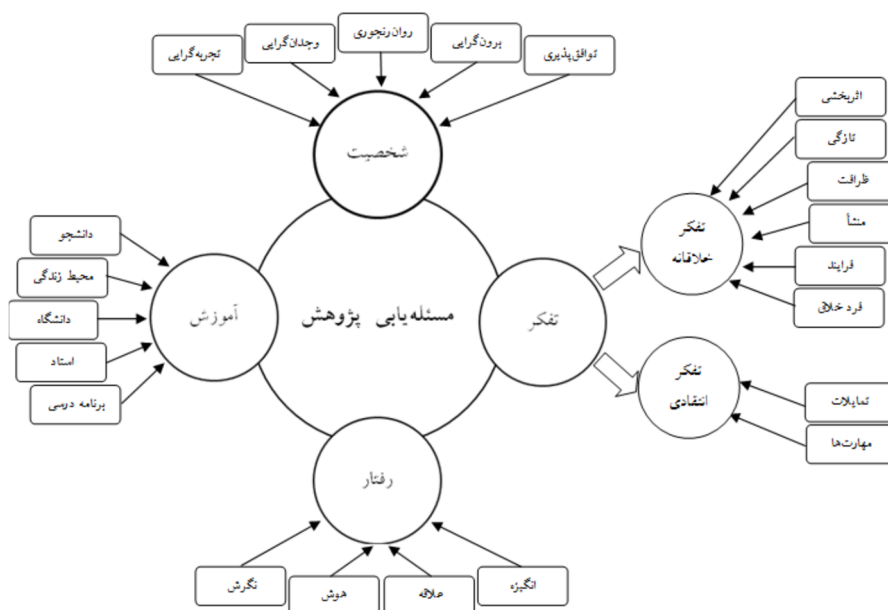 توافق‌پذیری
برون‌گرایی
روان‌رنجوری
وجدان‌گرایی
تجربه‌گرایی
شخصیت
اثربخشی
تازگی
ظرافت
منشأ
فرایند
فرد خلاق
تفکر
خلاقانه
تفکر
تفکر
انتقادی
تمایلات
مهارت‌ها
مسئله‌یابی پژوهش
آموزش
دانشجو
محیط زندگی
دانشگاه
استاد
برنامه درسی
رفتار
انگیزه
علاقه
هوش
نگرش